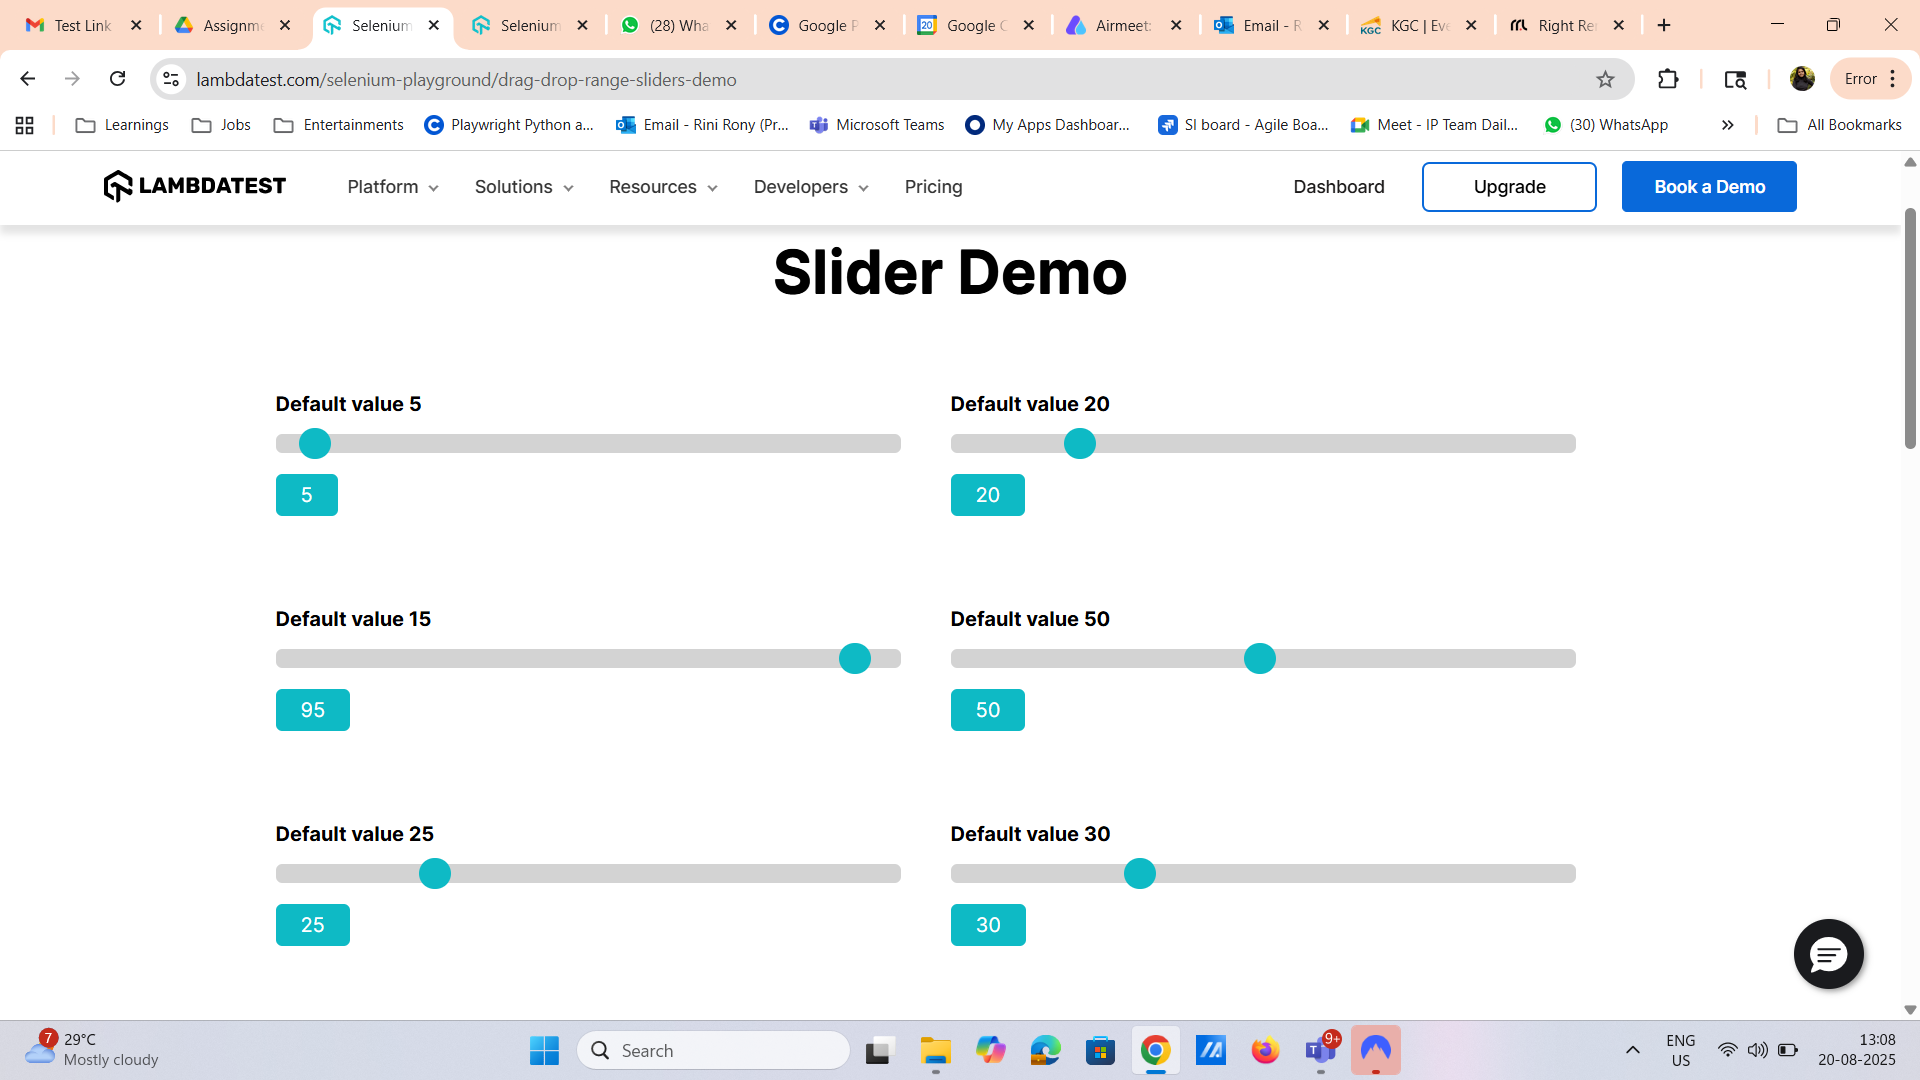 Test Link
Assignme
Selenium
Selenium
(28) Wha
Google P
Google C
Airmeet:
Email - R
KGC | Eve
Right Re
lambdatest.com/selenium-playground/drag-drop-range-sliders-demo
Error
Learnings
Jobs
Entertainments
Playwright Python a...
Email - Rini Rony (Pr...
Microsoft Teams
My Apps Dashboar...
SI board - Agile Boa...
Meet - IP Team Dail...
(30) WhatsApp
All Bookmarks
LAMBDATEST
Platform
Solutions
Resources
Developers
Pricing
Dashboard
Upgrade
Book a Demo
Slider Demo
Default value 5
5
Default value 20
20
Default value 15
95
Default value 50
50
Default value 25
25
Default value 30
30
7
29°C
Mostly cloudy
Search
9+
ENG
US
13:08
20-08-2025